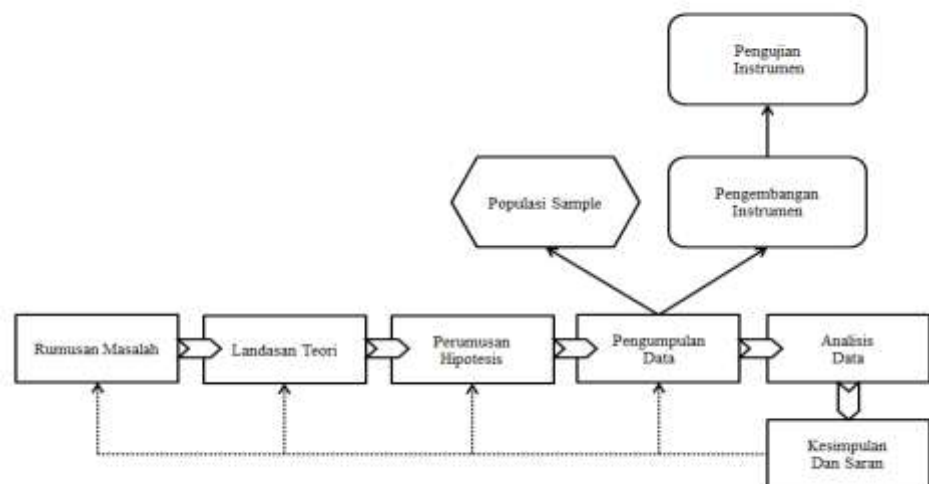 Pengujian
Instrumen
Populasi Sample
Pengembangan
Instrumen
Rumusan Masalah
Landasan Teori
Perumusan
Hipotesis
Pengumpulan
Data
Analisis
Data
Kesimpulan
Dan Saran